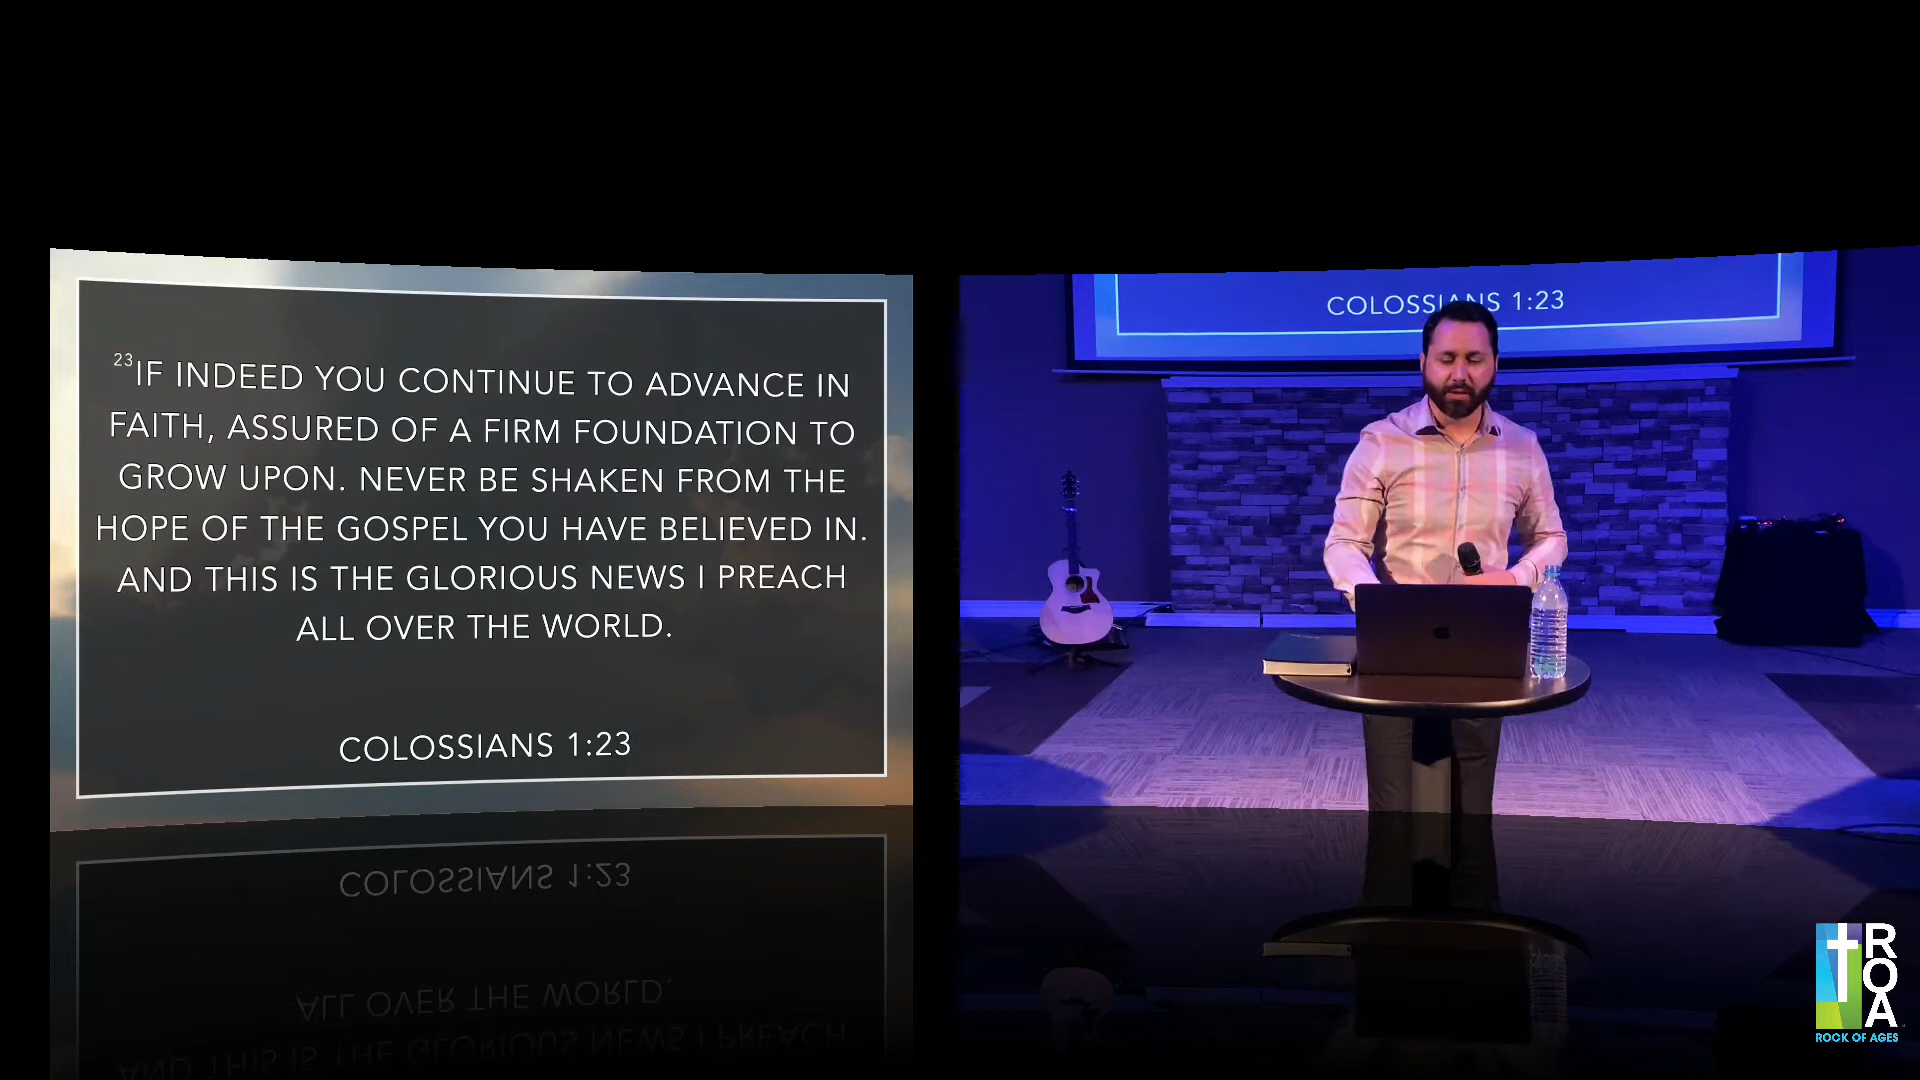 23IF INDEED YOU CONTINUE TO ADVANCE IN
FAITH, ASSURED OF A FIRM FOUNDATION TO
GROW UPON. NEVER BE SHAKEN FROM THE
HOPE OF THE GOSPEL YOU HAVE BELIEVED IN.
AND THIS IS THE GLORIOUS NEWS I PREACH
ALL OVER THE WORLD.
COLOSSIANS 1:23
COLOSSIANS 1:23
ROA
ROCK OF AGES